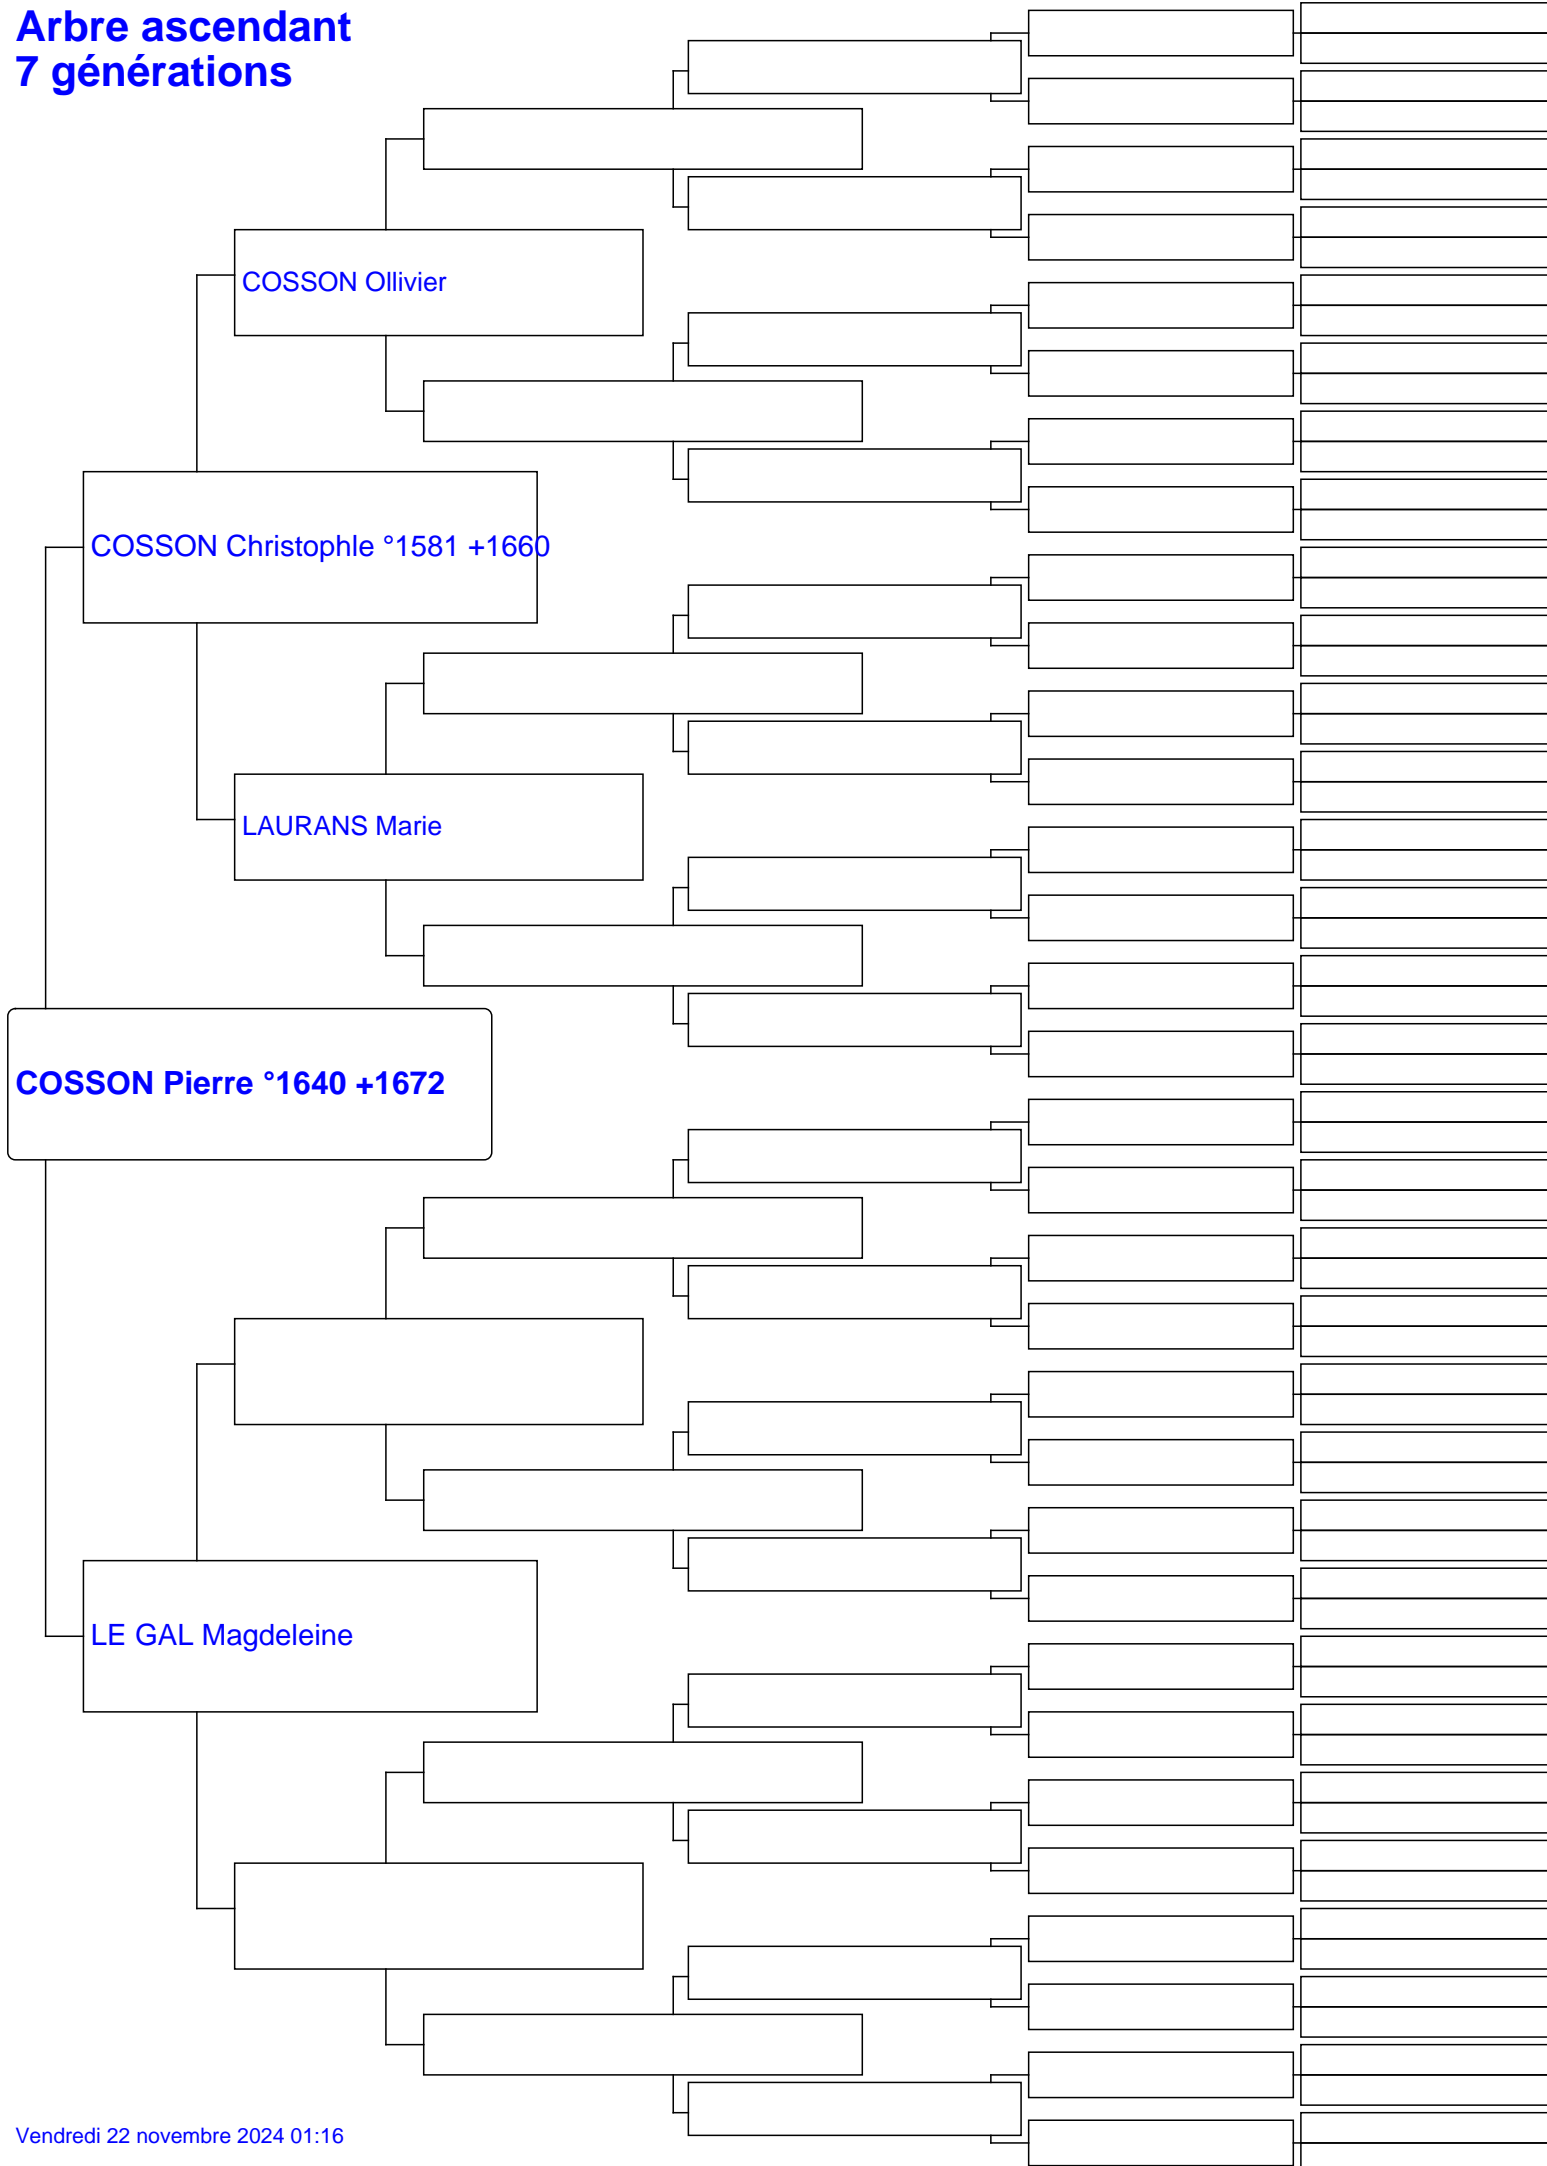 Arbre ascendant
7 générations
COSSON Ollivier
COSSON Christophle °1581 +1660
LAURANS Marie
COSSON Pierre °1640 +1672
LE GAL Magdeleine
Vendredi 22 novembre 2024 01:16